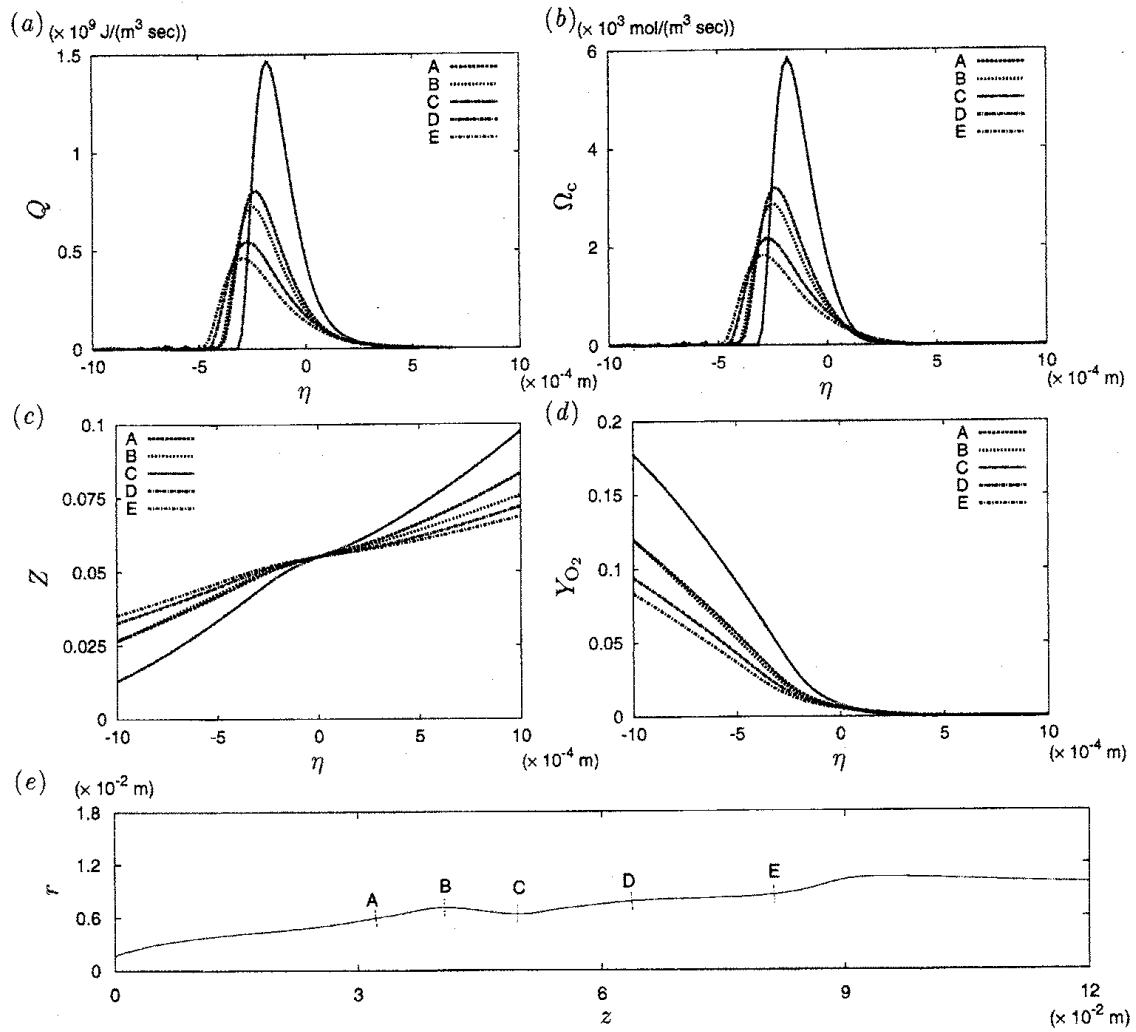 (a) (× 10⁹ J/(m³ sec))
1.5
1
0.5
0
Q
A
B
C
D
E
-10 -5 0 5 10
(× 10⁻⁴ m)
η
(b) (× 10³ mol/(m³ sec))
6
4
2
0
Ωc
A
B
C
D
E
-10 -5 0 5 10
(× 10⁻⁴ m)
η
(c)
0.1
0.075
0.05
0.025
0
Z
A
B
C
D
E
-10 -5 0 5 10
(× 10⁻⁴ m)
η
(d)
0.2
0.15
0.1
0.05
0
Y_O₂
A
B
C
D
E
-10 -5 0 5 10
(× 10⁻⁴ m)
η
(e) (× 10⁻² m)
1.8
1.2
0.6
0
r
A B C D E
0 3 6 9 12
(× 10⁻² m)
z